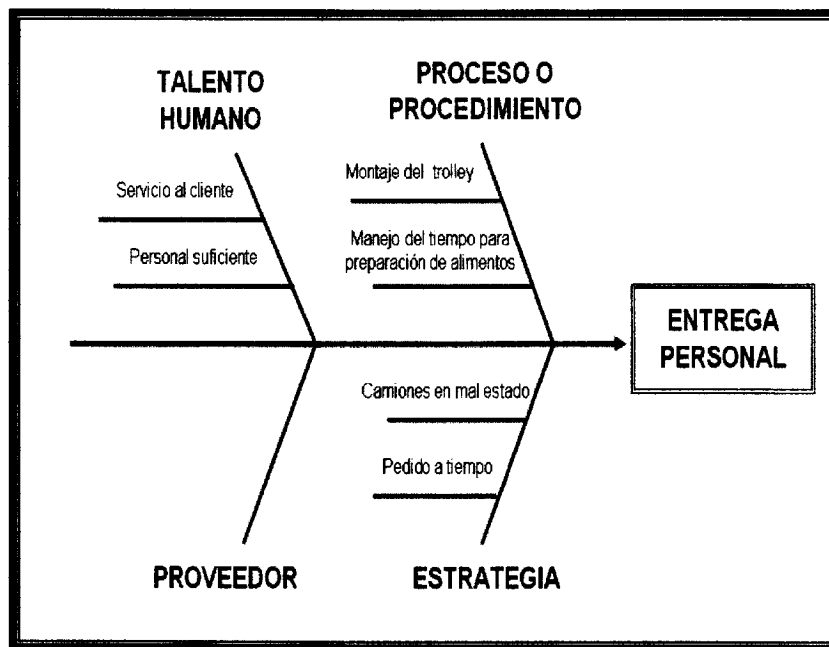 TALENTO
HUMANO
PROCESO O
PROCEDIMIENTO
Servicio al cliente
Personal suficiente
Montaje del trolley
Manejo del tiempo para
preparación de alimentos
ENTREGA
PERSONAL
Camiones en mal estado
Pedido a tiempo
PROVEEDOR
ESTRATEGIA